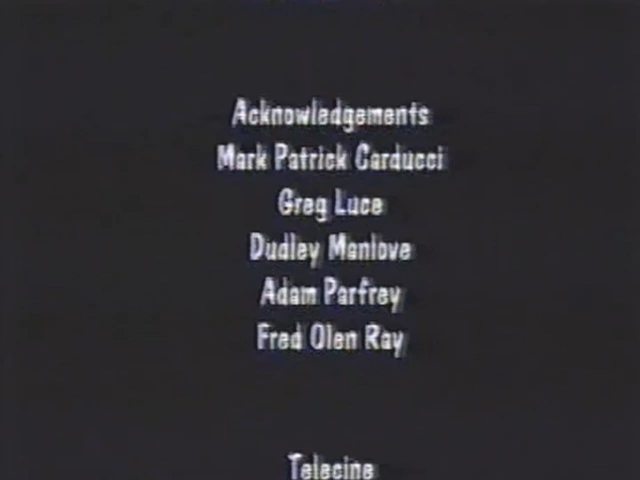 Acknowledgements
Mark Patrick Carducci
Greg Luce
Dudley Manlove
Adam Parfrey
Fred Olen Ray
Telecine